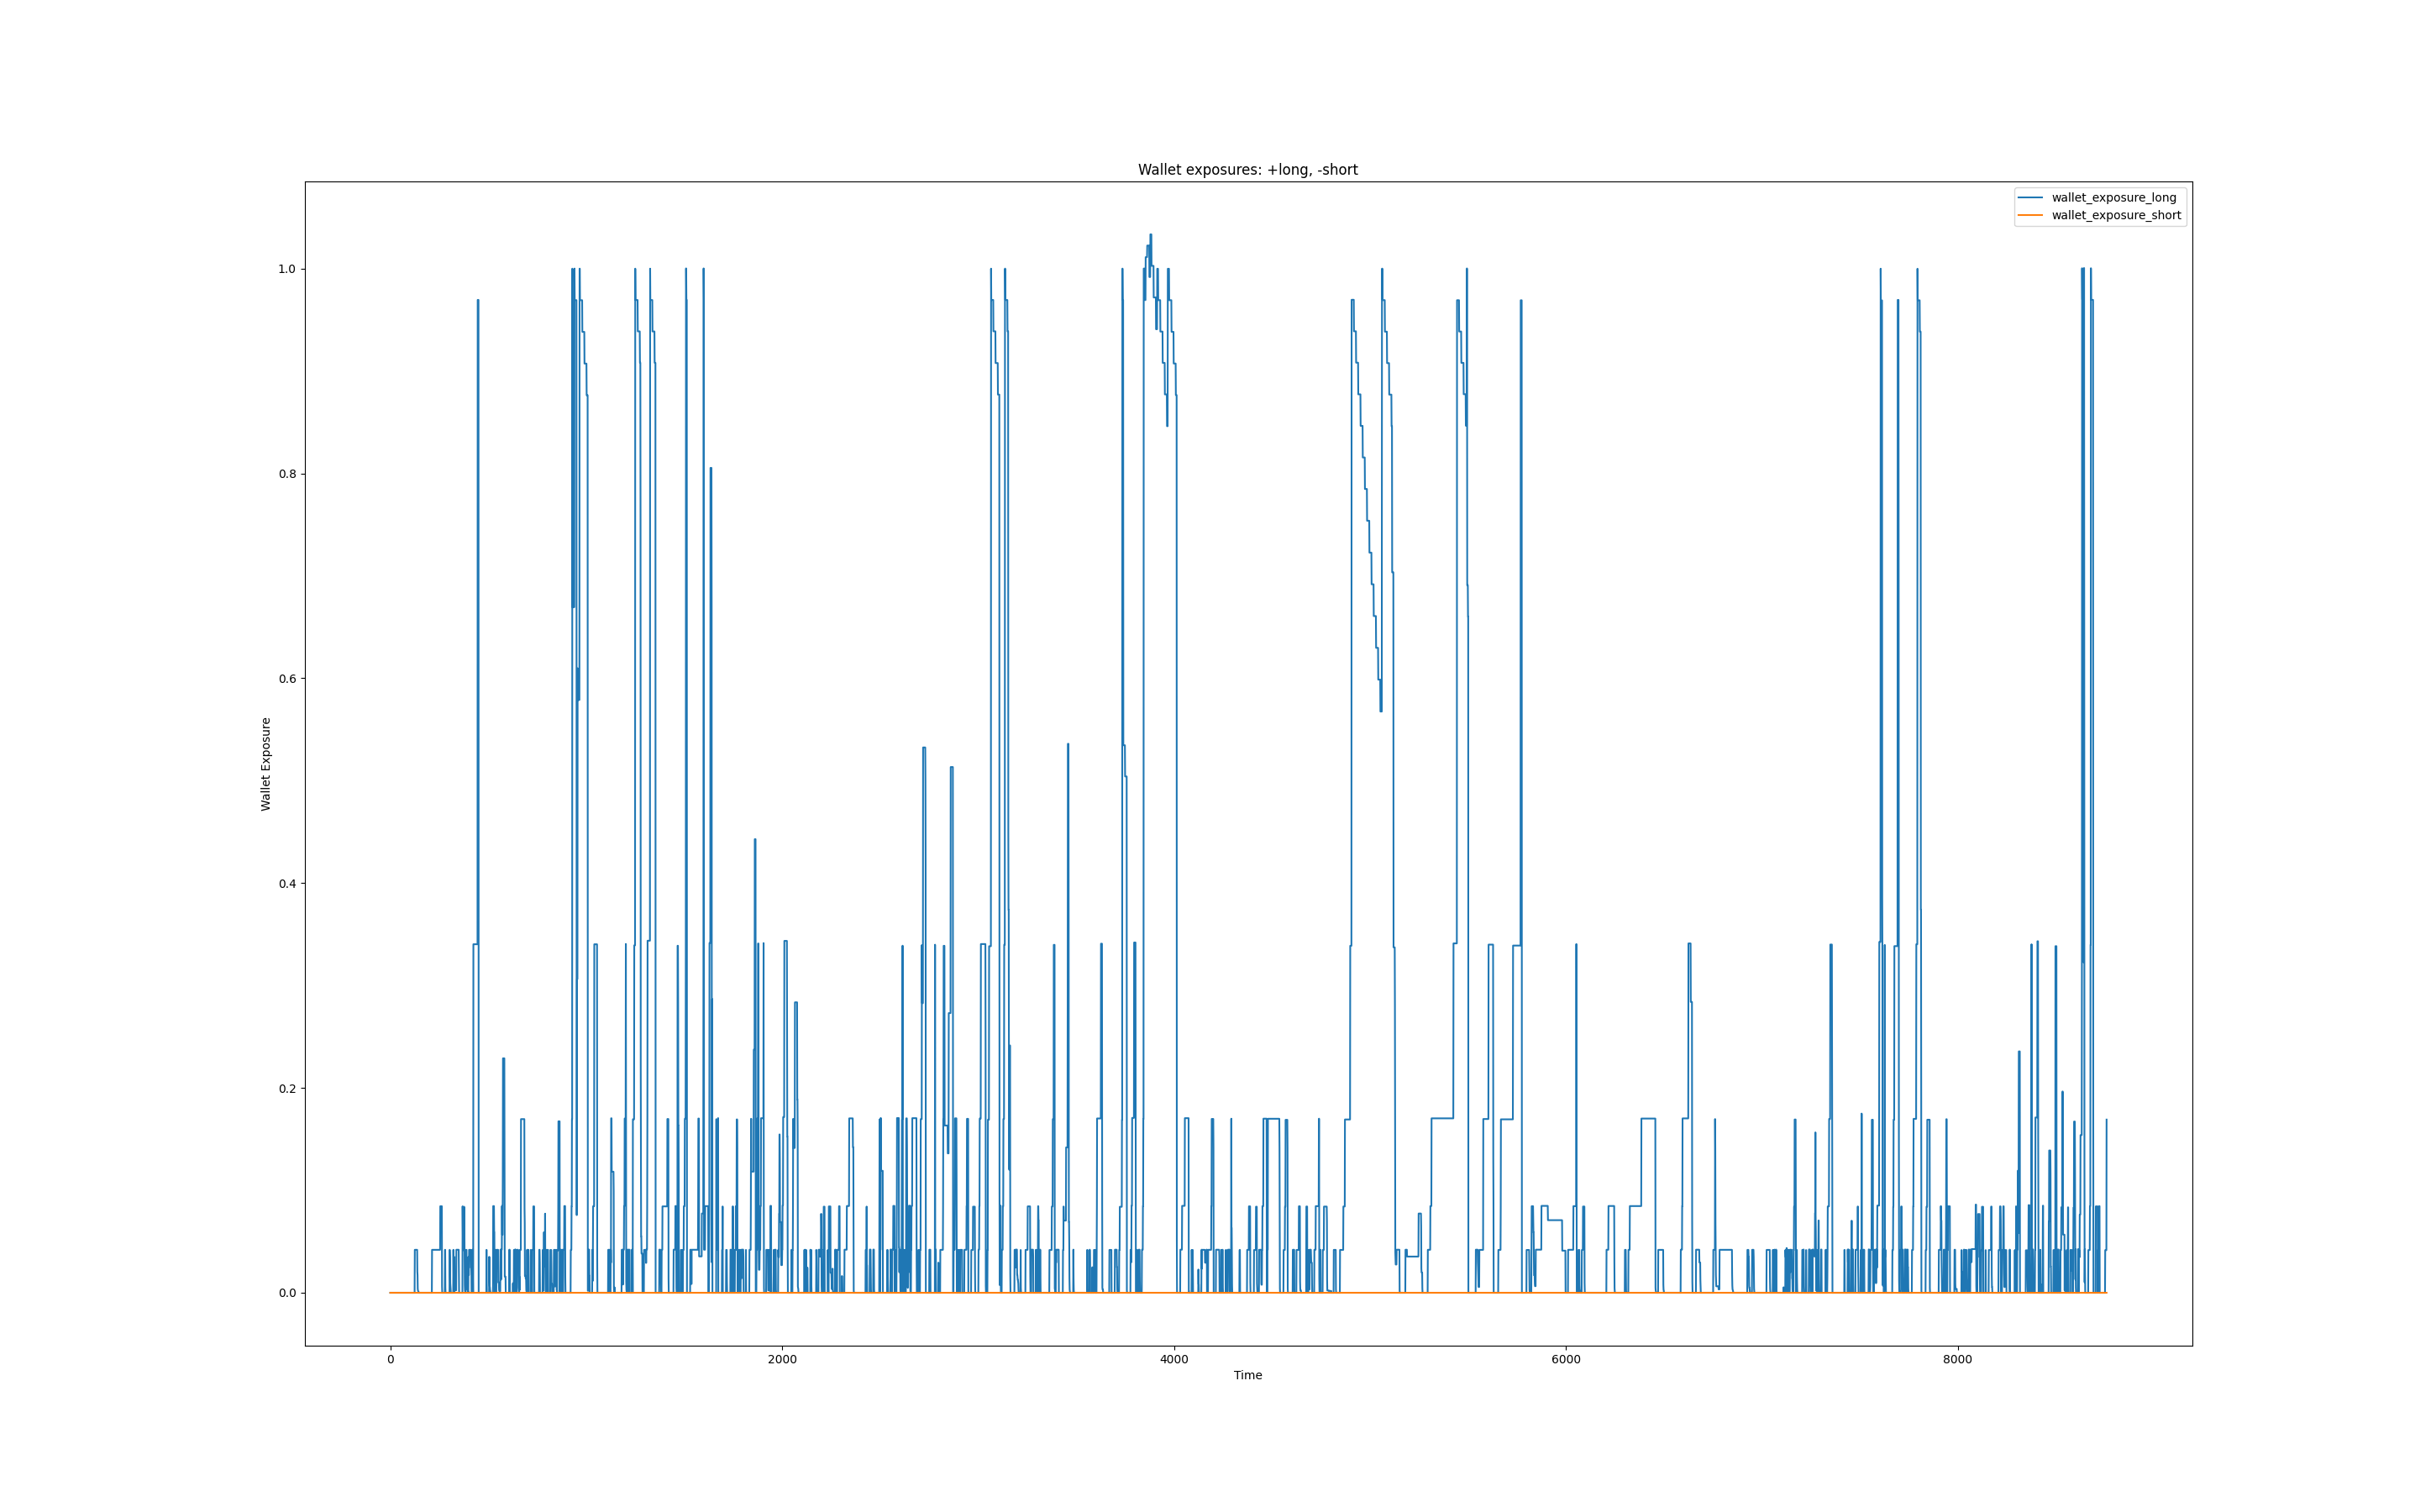 Wallet exposures: +long, -short
wallet_exposure_long
wallet_exposure_short
1.0
0.8
0.6
0.4
0.2
0.0
Wallet Exposure
0 2000 4000 6000 8000
Time